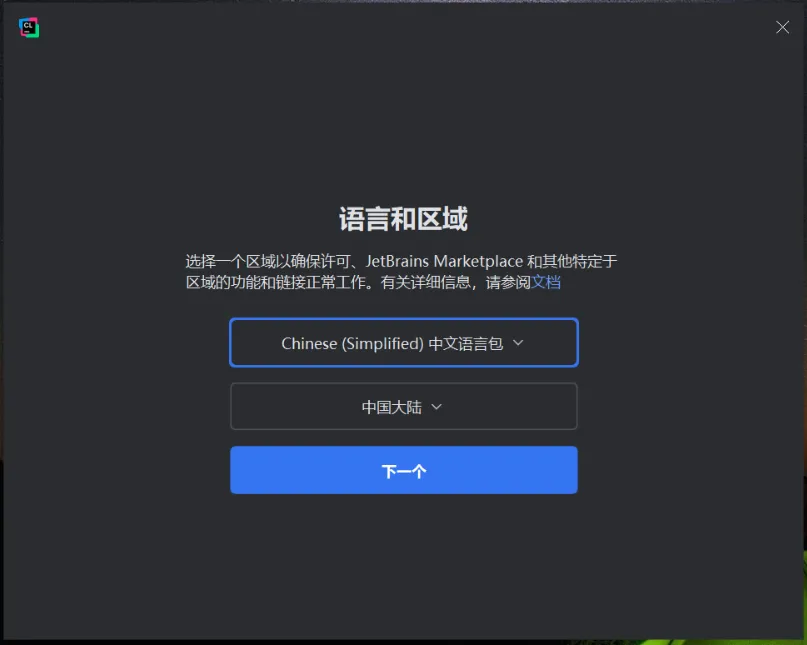 CL
语言和区域
选择一个区域以确保许可、JetBrains Marketplace 和其他特定于
区域的功能和链接正常工作。有关详细信息，请参阅文档
Chinese (Simplified) 中文语言包
中国大陆
下一个